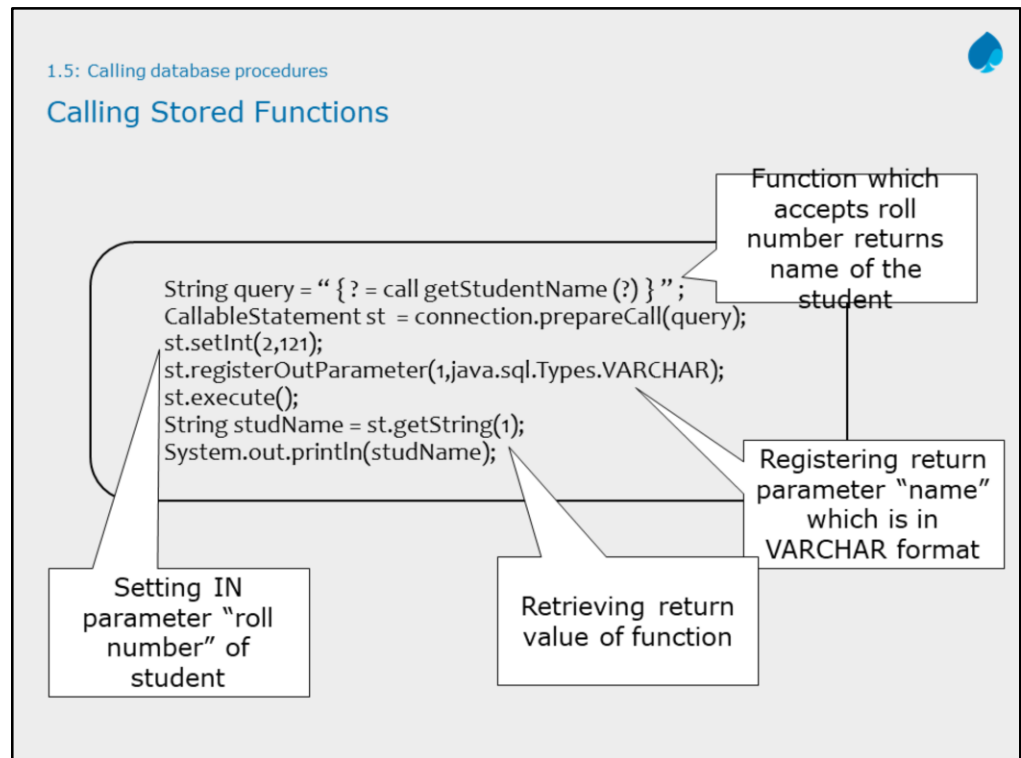 1.5: Calling database procedures
Calling Stored Functions
Function which
accepts roll
number returns
name of the
student
String query = “ { ? = call getStudentName (?) } ” ;
CallableStatement st = connection.prepareCall(query);
st.setInt(2,121);
st.registerOutParameter(1,java.sql.Types.VARCHAR);
st.execute();
String studName = st.getString(1);
System.out.println(studName);
Registering return
parameter “name”
which is in
VARCHAR format
Setting IN
parameter “roll
number” of
student
Retrieving return
value of function